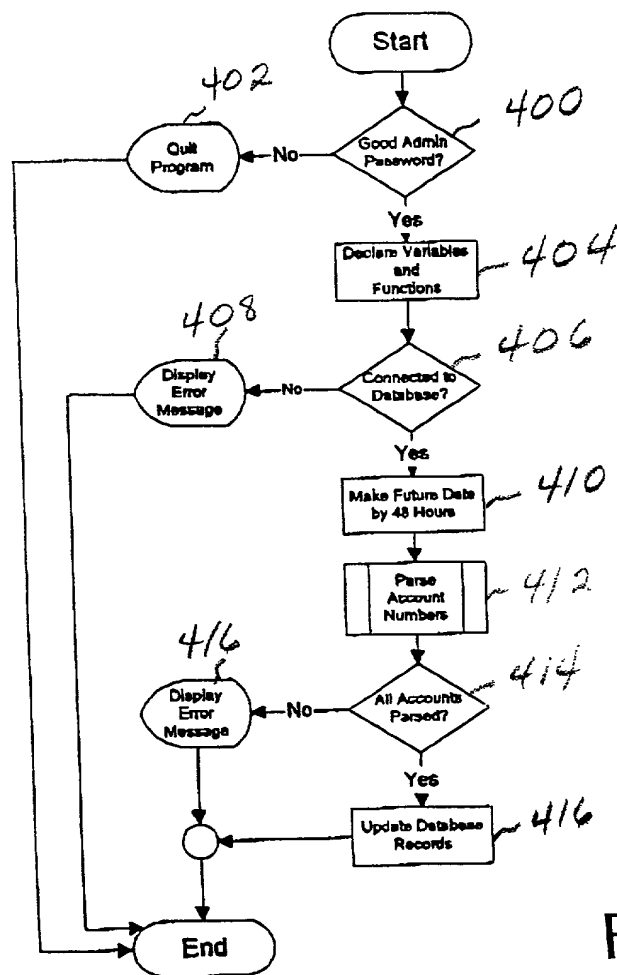 Start
402
400
Quit
Program
No
Good Admin
Password?
Yes
Declare Variables
and
Functions
404
408
406
Display
Error
Message
No
Connected to
Database?
Yes
Make Future Date
by 48 Hours
410
Parse
Account
Numbers
412
416
414
Display
Error
Message
No
All Accounts
Parsed?
Yes
Update Database
Records
416
End
F